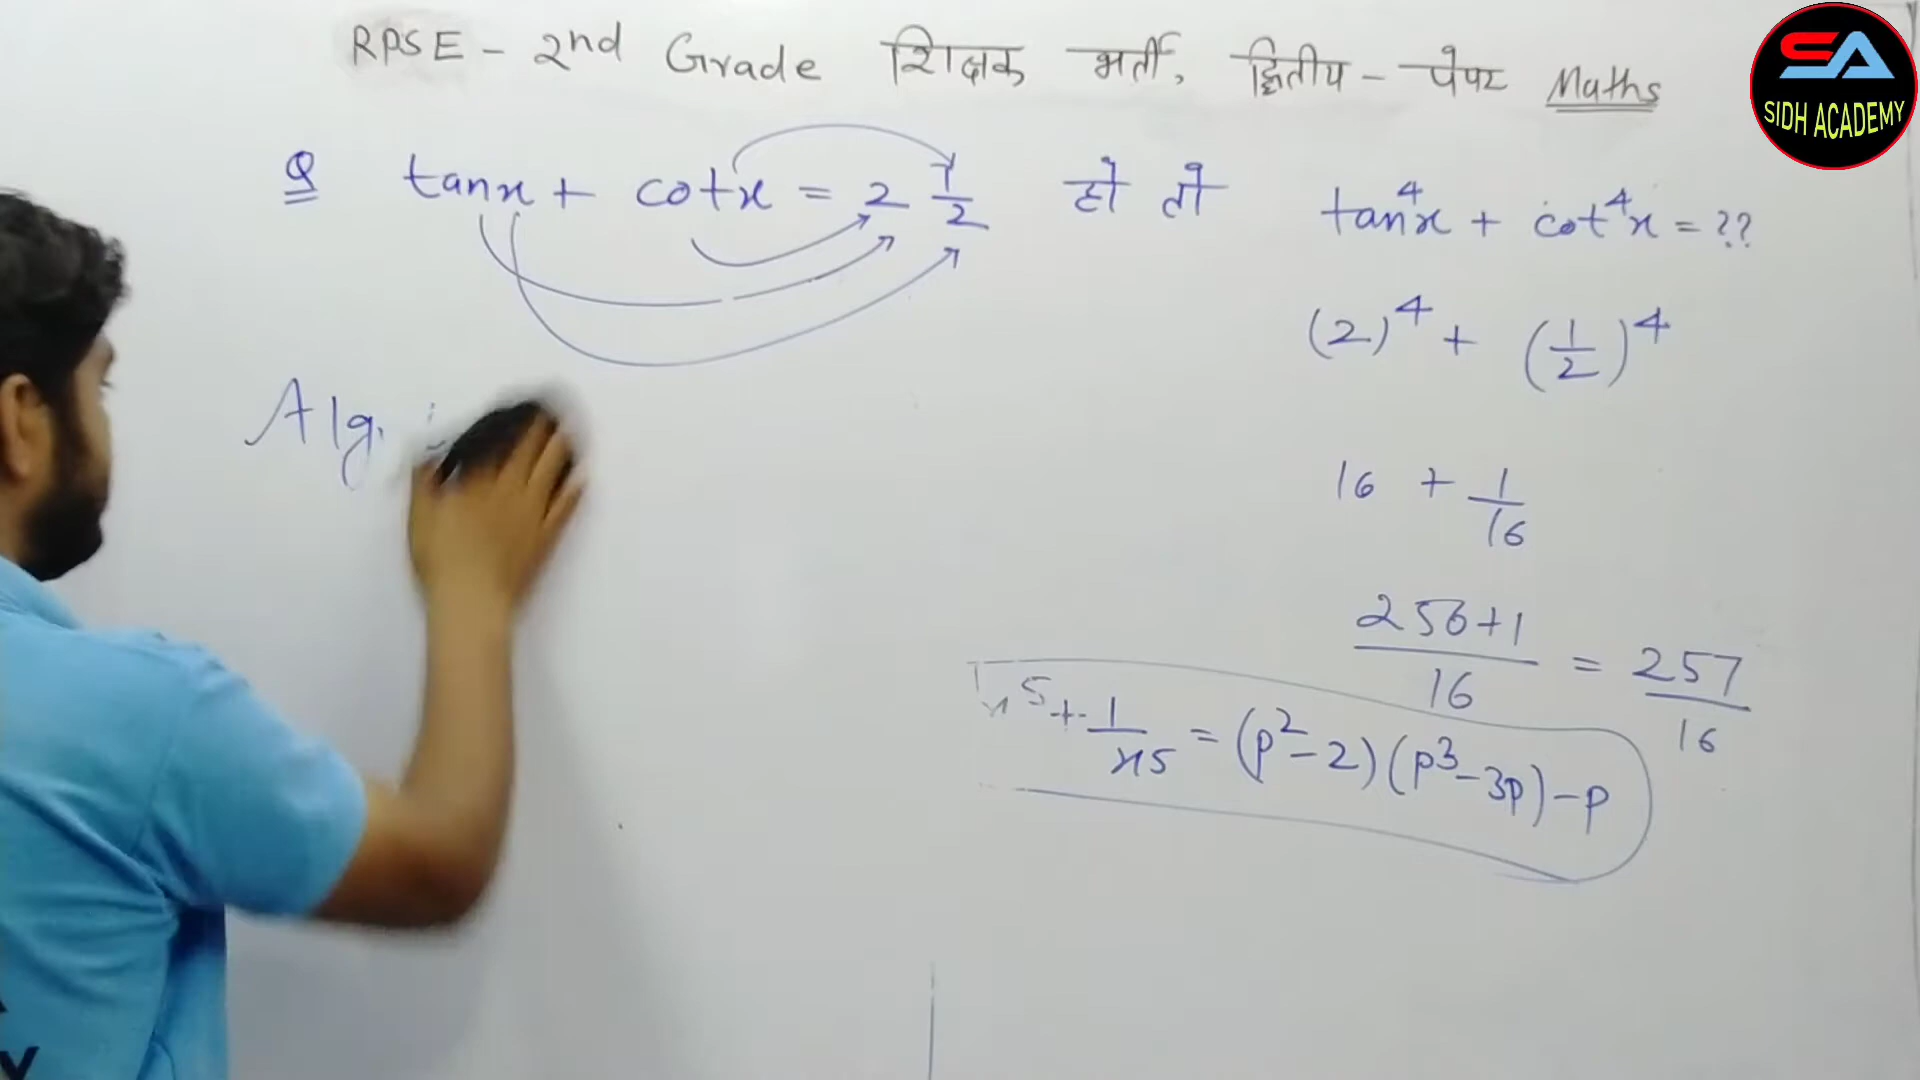 RPSE - 2nd Grade शिक्षक भर्ती, द्वितीय - पेपर Maths
SA
SIDH ACADEMY
Q tanx + cotx = 2 1/2 हो तो tan⁴x + cot⁴x = ??
(2)⁴ + (1/2)⁴
Alg.
16 + 1/16
256+1/16 = 257/16
x⁵ + 1/x5 = (p²-2)(p³-3p)-p